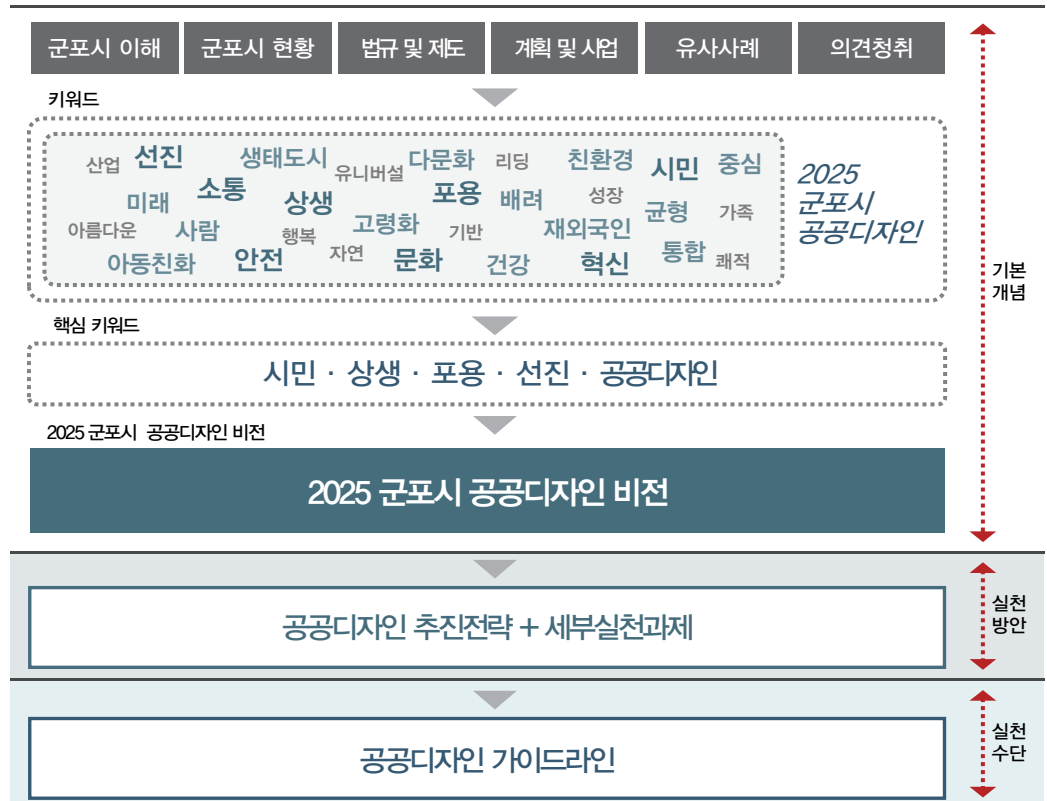 군포시 이해 군포시 현황 법규 및 제도 계획 및 사업 유사사례 의견청취
키워드
산업 선진 생태도시 유니버설 다문화 리딩 친환경 시민 중심
미래 소통 상생 포용 배려 성장 균형 가족
아름다운 사람 행복 고령화 기반 재외국인
아동친화 안전 자연 문화 건강 혁신 통합 쾌적
2025
군포시
공공디자인
기본
개념
핵심 키워드
시민 · 상생 · 포용 · 선진 · 공공디자인
2025 군포시 공공디자인 비전
2025 군포시 공공디자인 비전
공공디자인 추진전략 + 세부실천과제
실천
방안
공공디자인 가이드라인
실천
수단